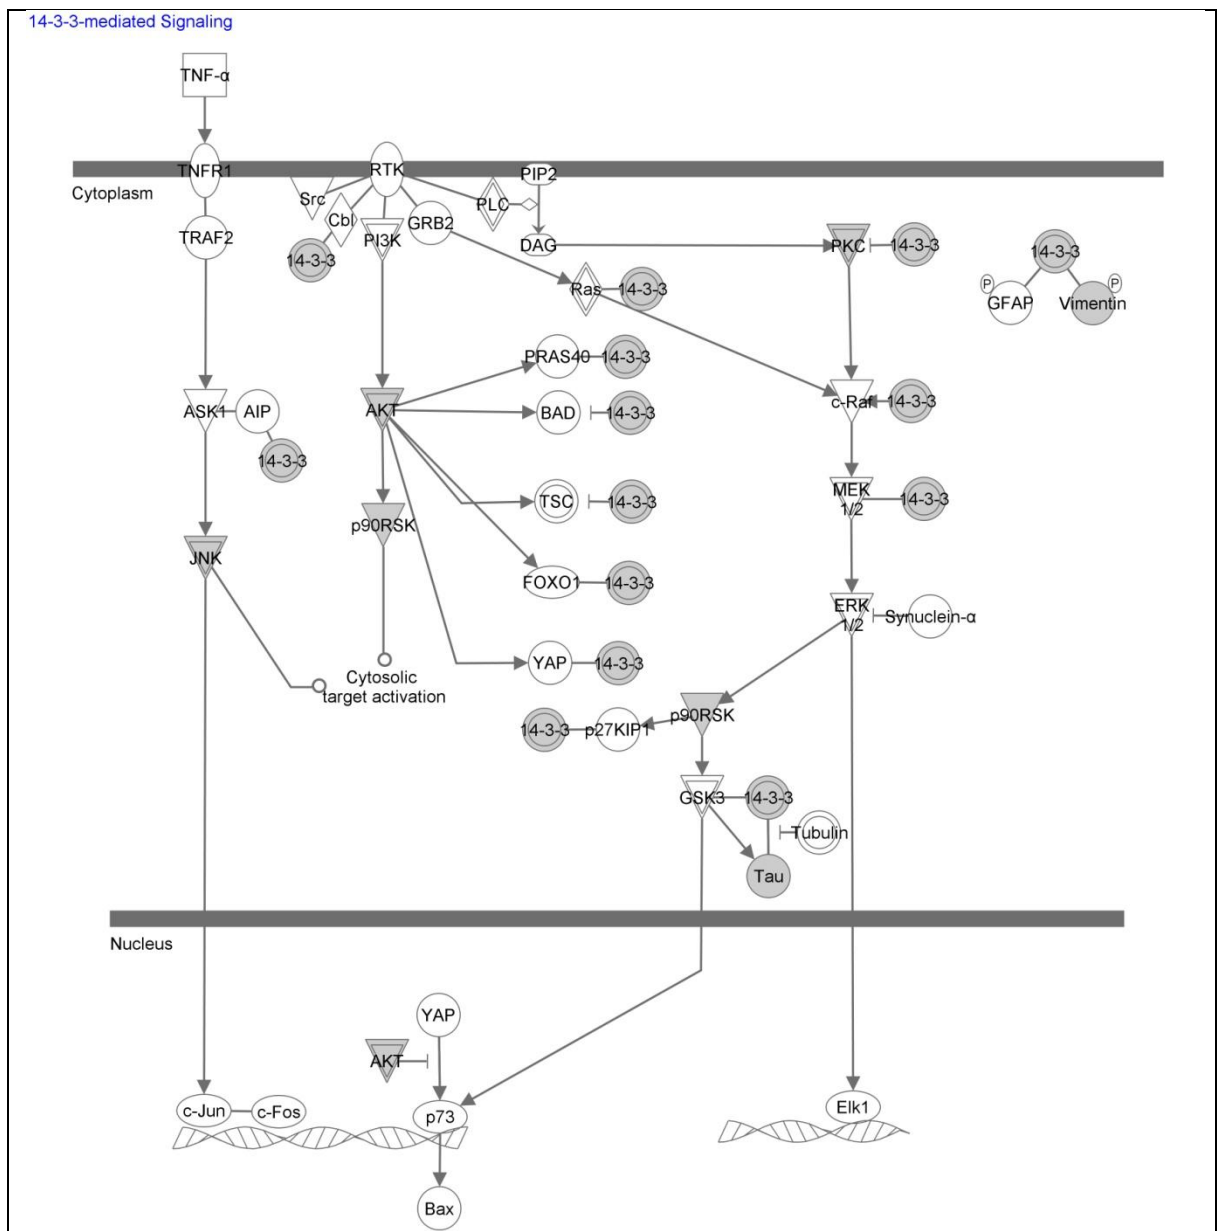 14-3-3-mediated Signaling
TNF-α
TNFR1
RTK
PIP2
Cytoplasm
Src
Cbl
PLC
TRAF2
PI3K
GRB2
DAG
PKC
14-3-3
14-3-3
14-3-3
Ras
14-3-3
P
GFAP
P
Vimentin
PRAS40
14-3-3
ASK1
AIP
AKT
BAD
14-3-3
c-Raf
14-3-3
14-3-3
p90RSK
TSC
14-3-3
MEK
1/2
14-3-3
JNK
FOXO1
14-3-3
ERK
1/2
Synuclein-α
YAP
14-3-3
Cytosolic
target activation
14-3-3
p27KIP1
p90RSK
GSK3
14-3-3
Tubulin
Tau
Nucleus
YAP
AKT
c-Jun
c-Fos
p73
Elk1
Bax